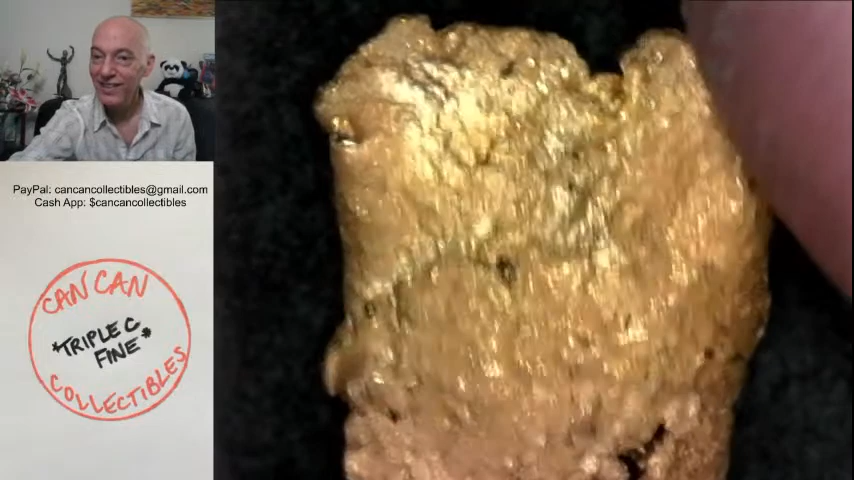 PayPal: cancancollectibles@gmail.com
Cash App: $cancancollectibles
CAN CAN
*TRIPLE C*
FINE
COLLECTIBLES